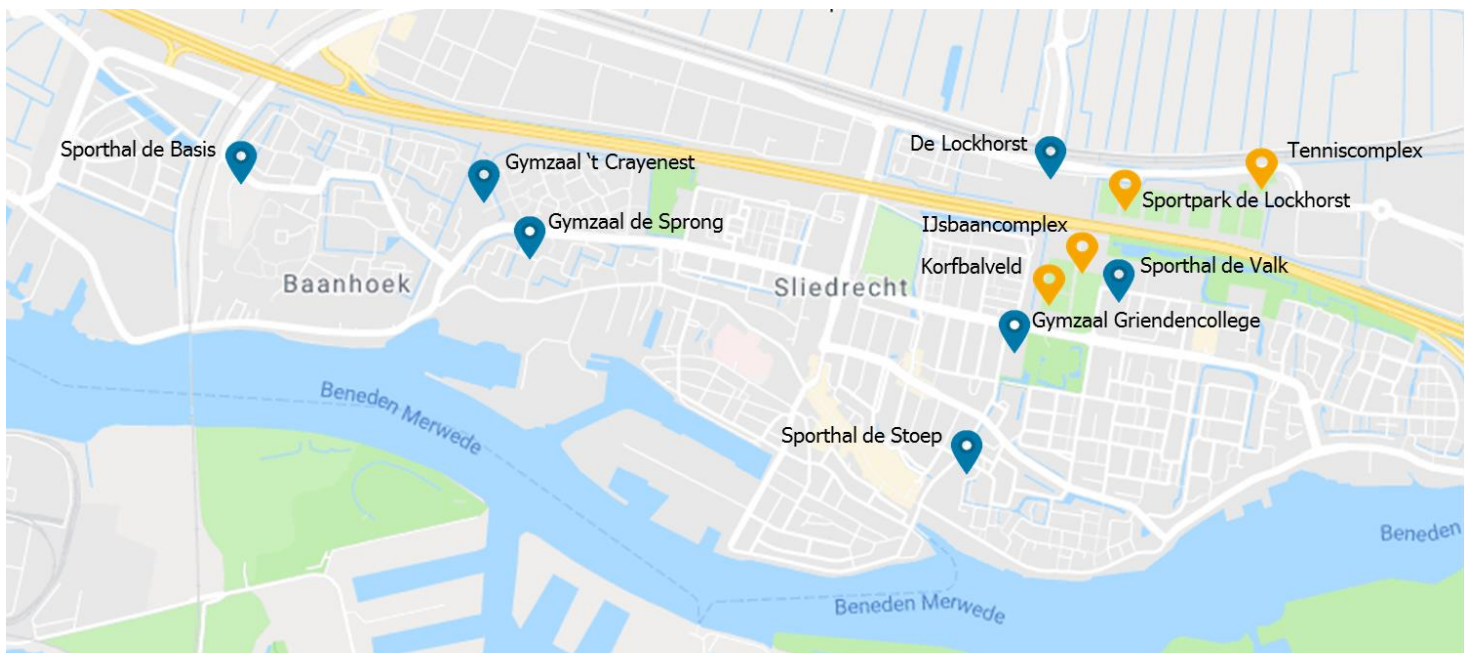 De Lockhorst
Tenniscomplex
Sporthal de Basis
Gymzaal ‘t Crayenest
Sportpark de Lockhorst
Gymzaal de Sprong
IJsbaancomplex
Korfbalveld
Sporthal de Valk
Baanhoek
Sliedrecht
Gymzaal Griendencollege
Beneden Merwede
Sporthal de Stoep
Beneden
Beneden Merwede